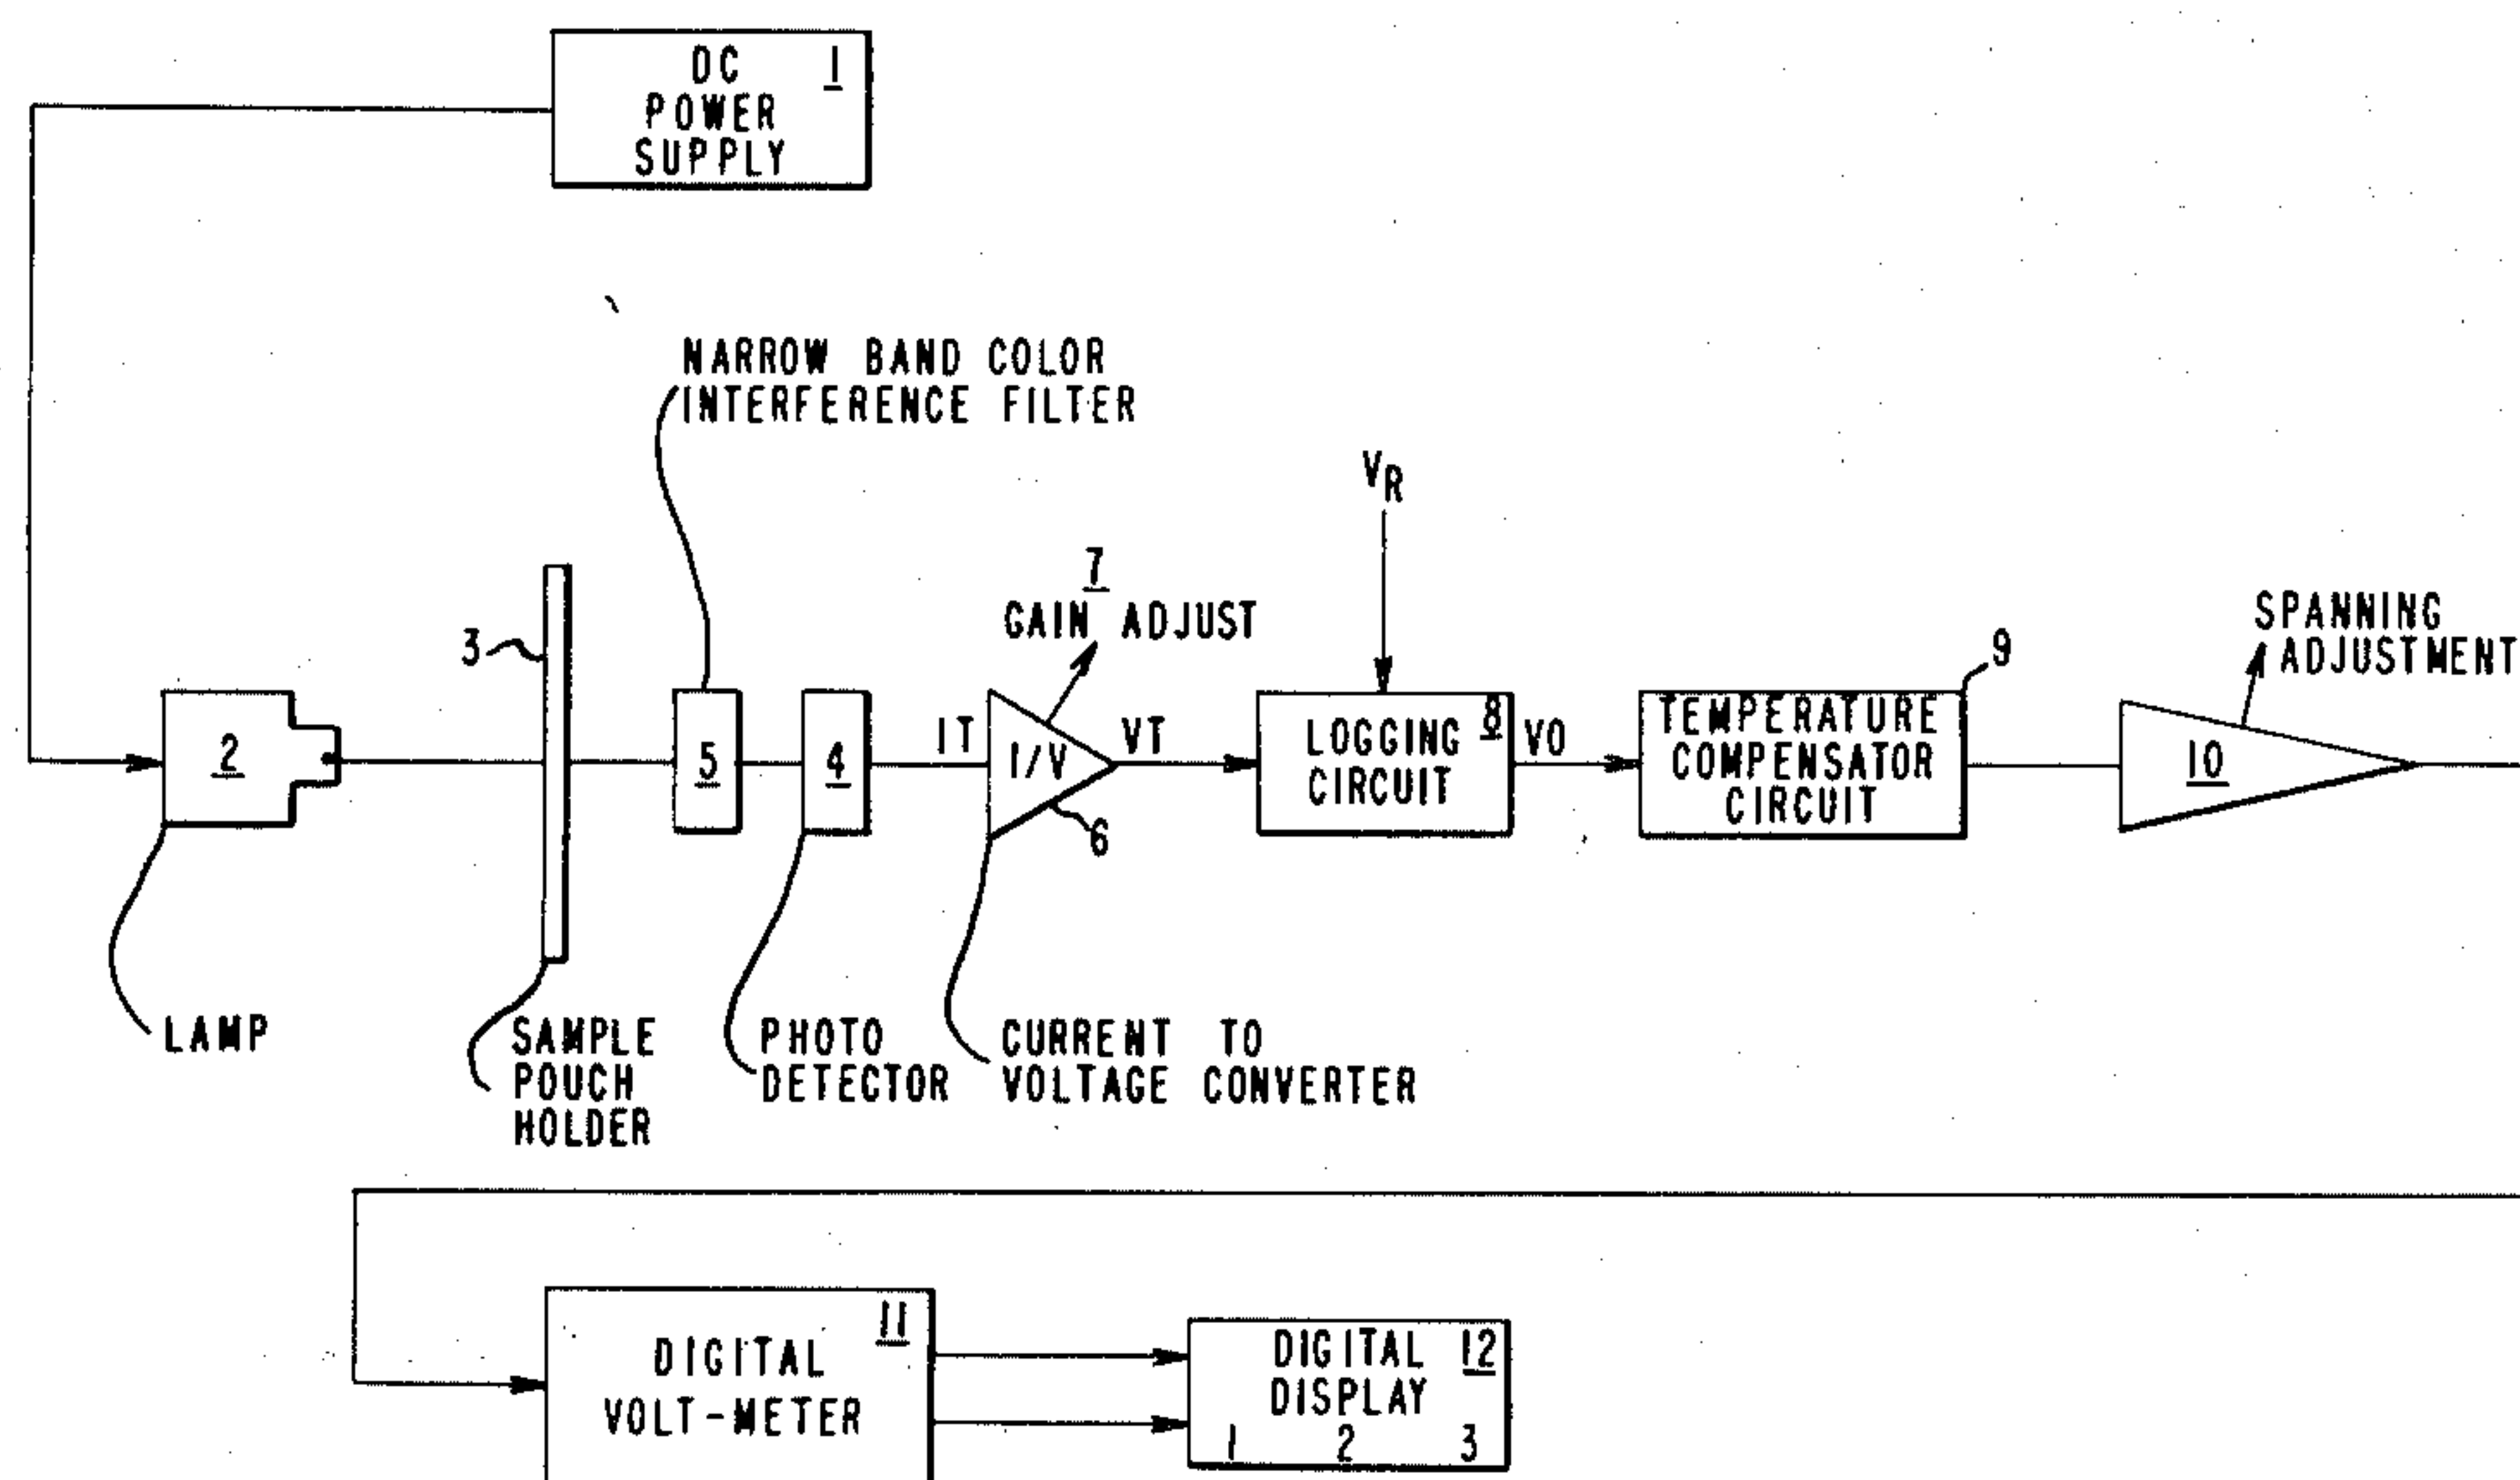 DC 1
POWER
SUPPLY
NARROW BAND COLOR
INTERFERENCE FILTER
VR
7
GAIN ADJUST
SPANNING
ADJUSTMENT
3
9
2
5
4
IT
I/V
VT
LOGGING 8
CIRCUIT
VO
TEMPERATURE
COMPENSATOR
CIRCUIT
10
6
LAMP
SAMPLE
POUCH
HOLDER
PHOTO
DETECTOR
CURRENT TO
VOLTAGE CONVERTER
11
DIGITAL
VOLT-METER
DIGITAL 12
DISPLAY
1 2 3